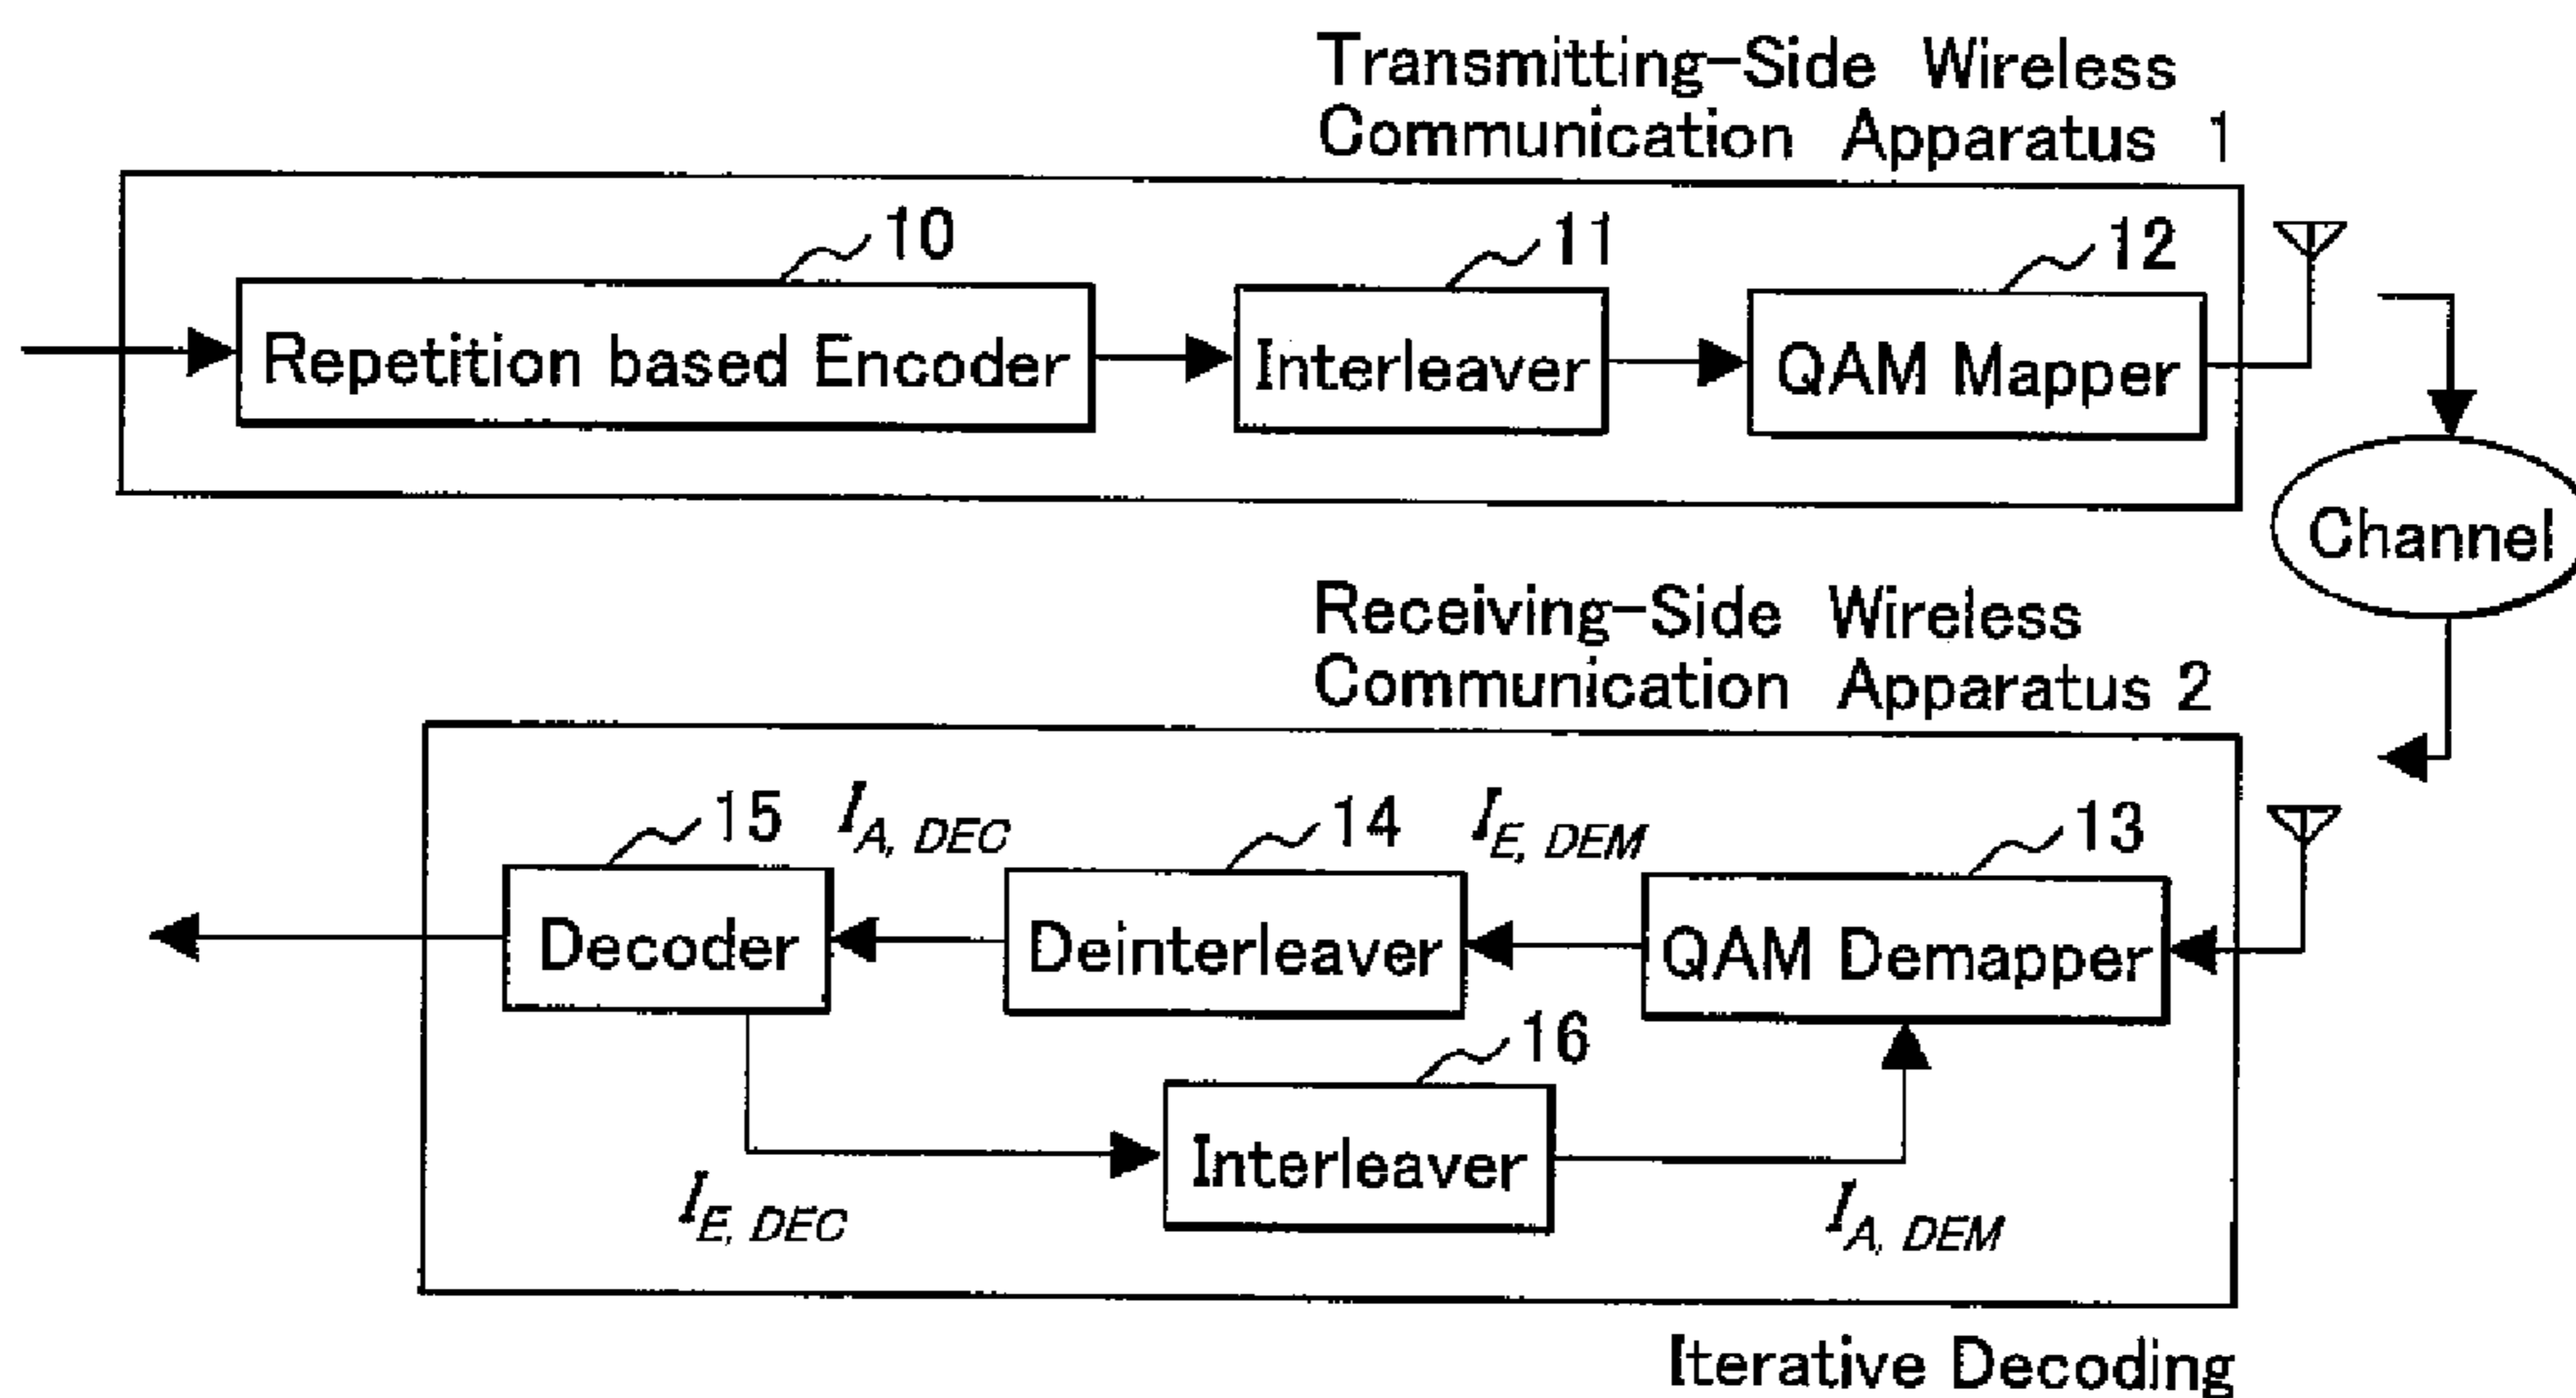 Transmitting-Side Wireless
Communication Apparatus 1
10
11
12
Repetition based Encoder
Interleaver
QAM Mapper
Channel
Receiving-Side Wireless
Communication Apparatus 2
15
I_A, DEC
14
I_E, DEM
13
Decoder
Deinterleaver
QAM Demapper
16
Interleaver
I_E, DEC
I_A, DEM
Iterative Decoding